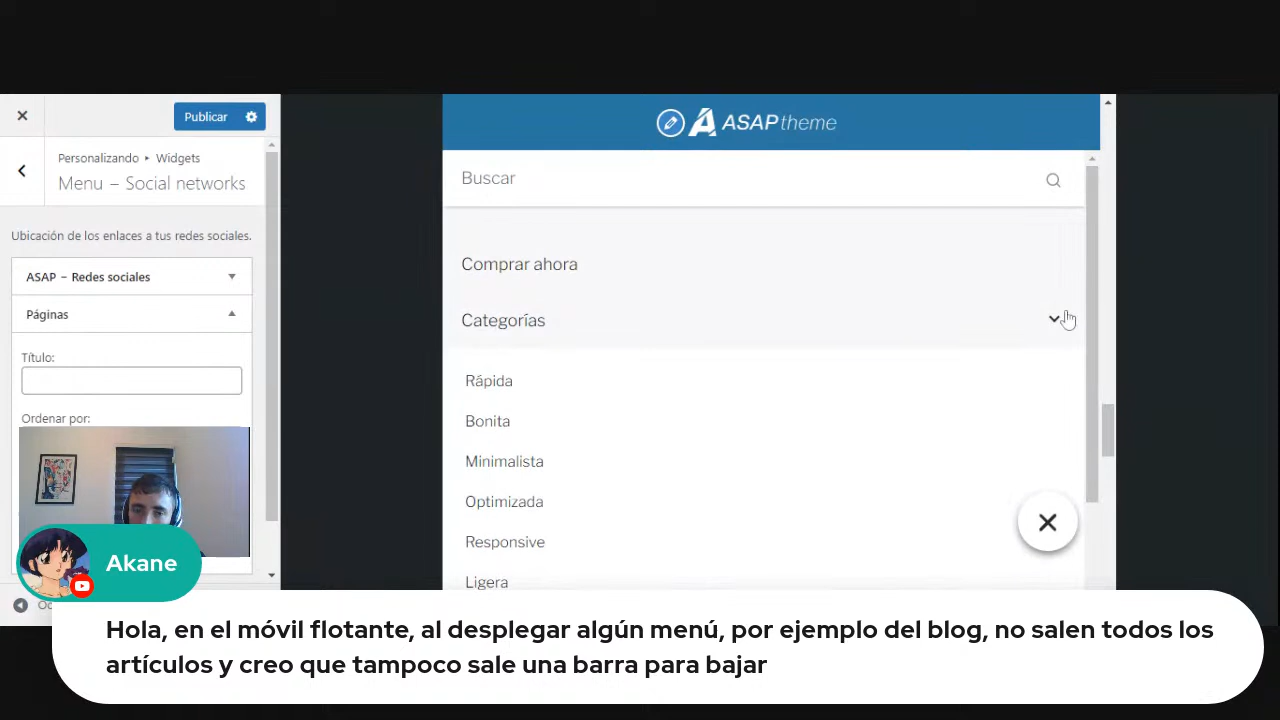 Publicar
Personalizando ▸ Widgets
Menu – Social networks
Ubicación de los enlaces a tus redes sociales.
ASAP – Redes sociales
Páginas
Título:
Ordenar por:
ASAPtheme
Buscar
Comprar ahora
Categorías
Rápida
Bonita
Minimalista
Optimizada
Responsive
Ligera
Akane
Hola, en el móvil flotante, al desplegar algún menú, por ejemplo del blog, no salen todos los
artículos y creo que tampoco sale una barra para bajar